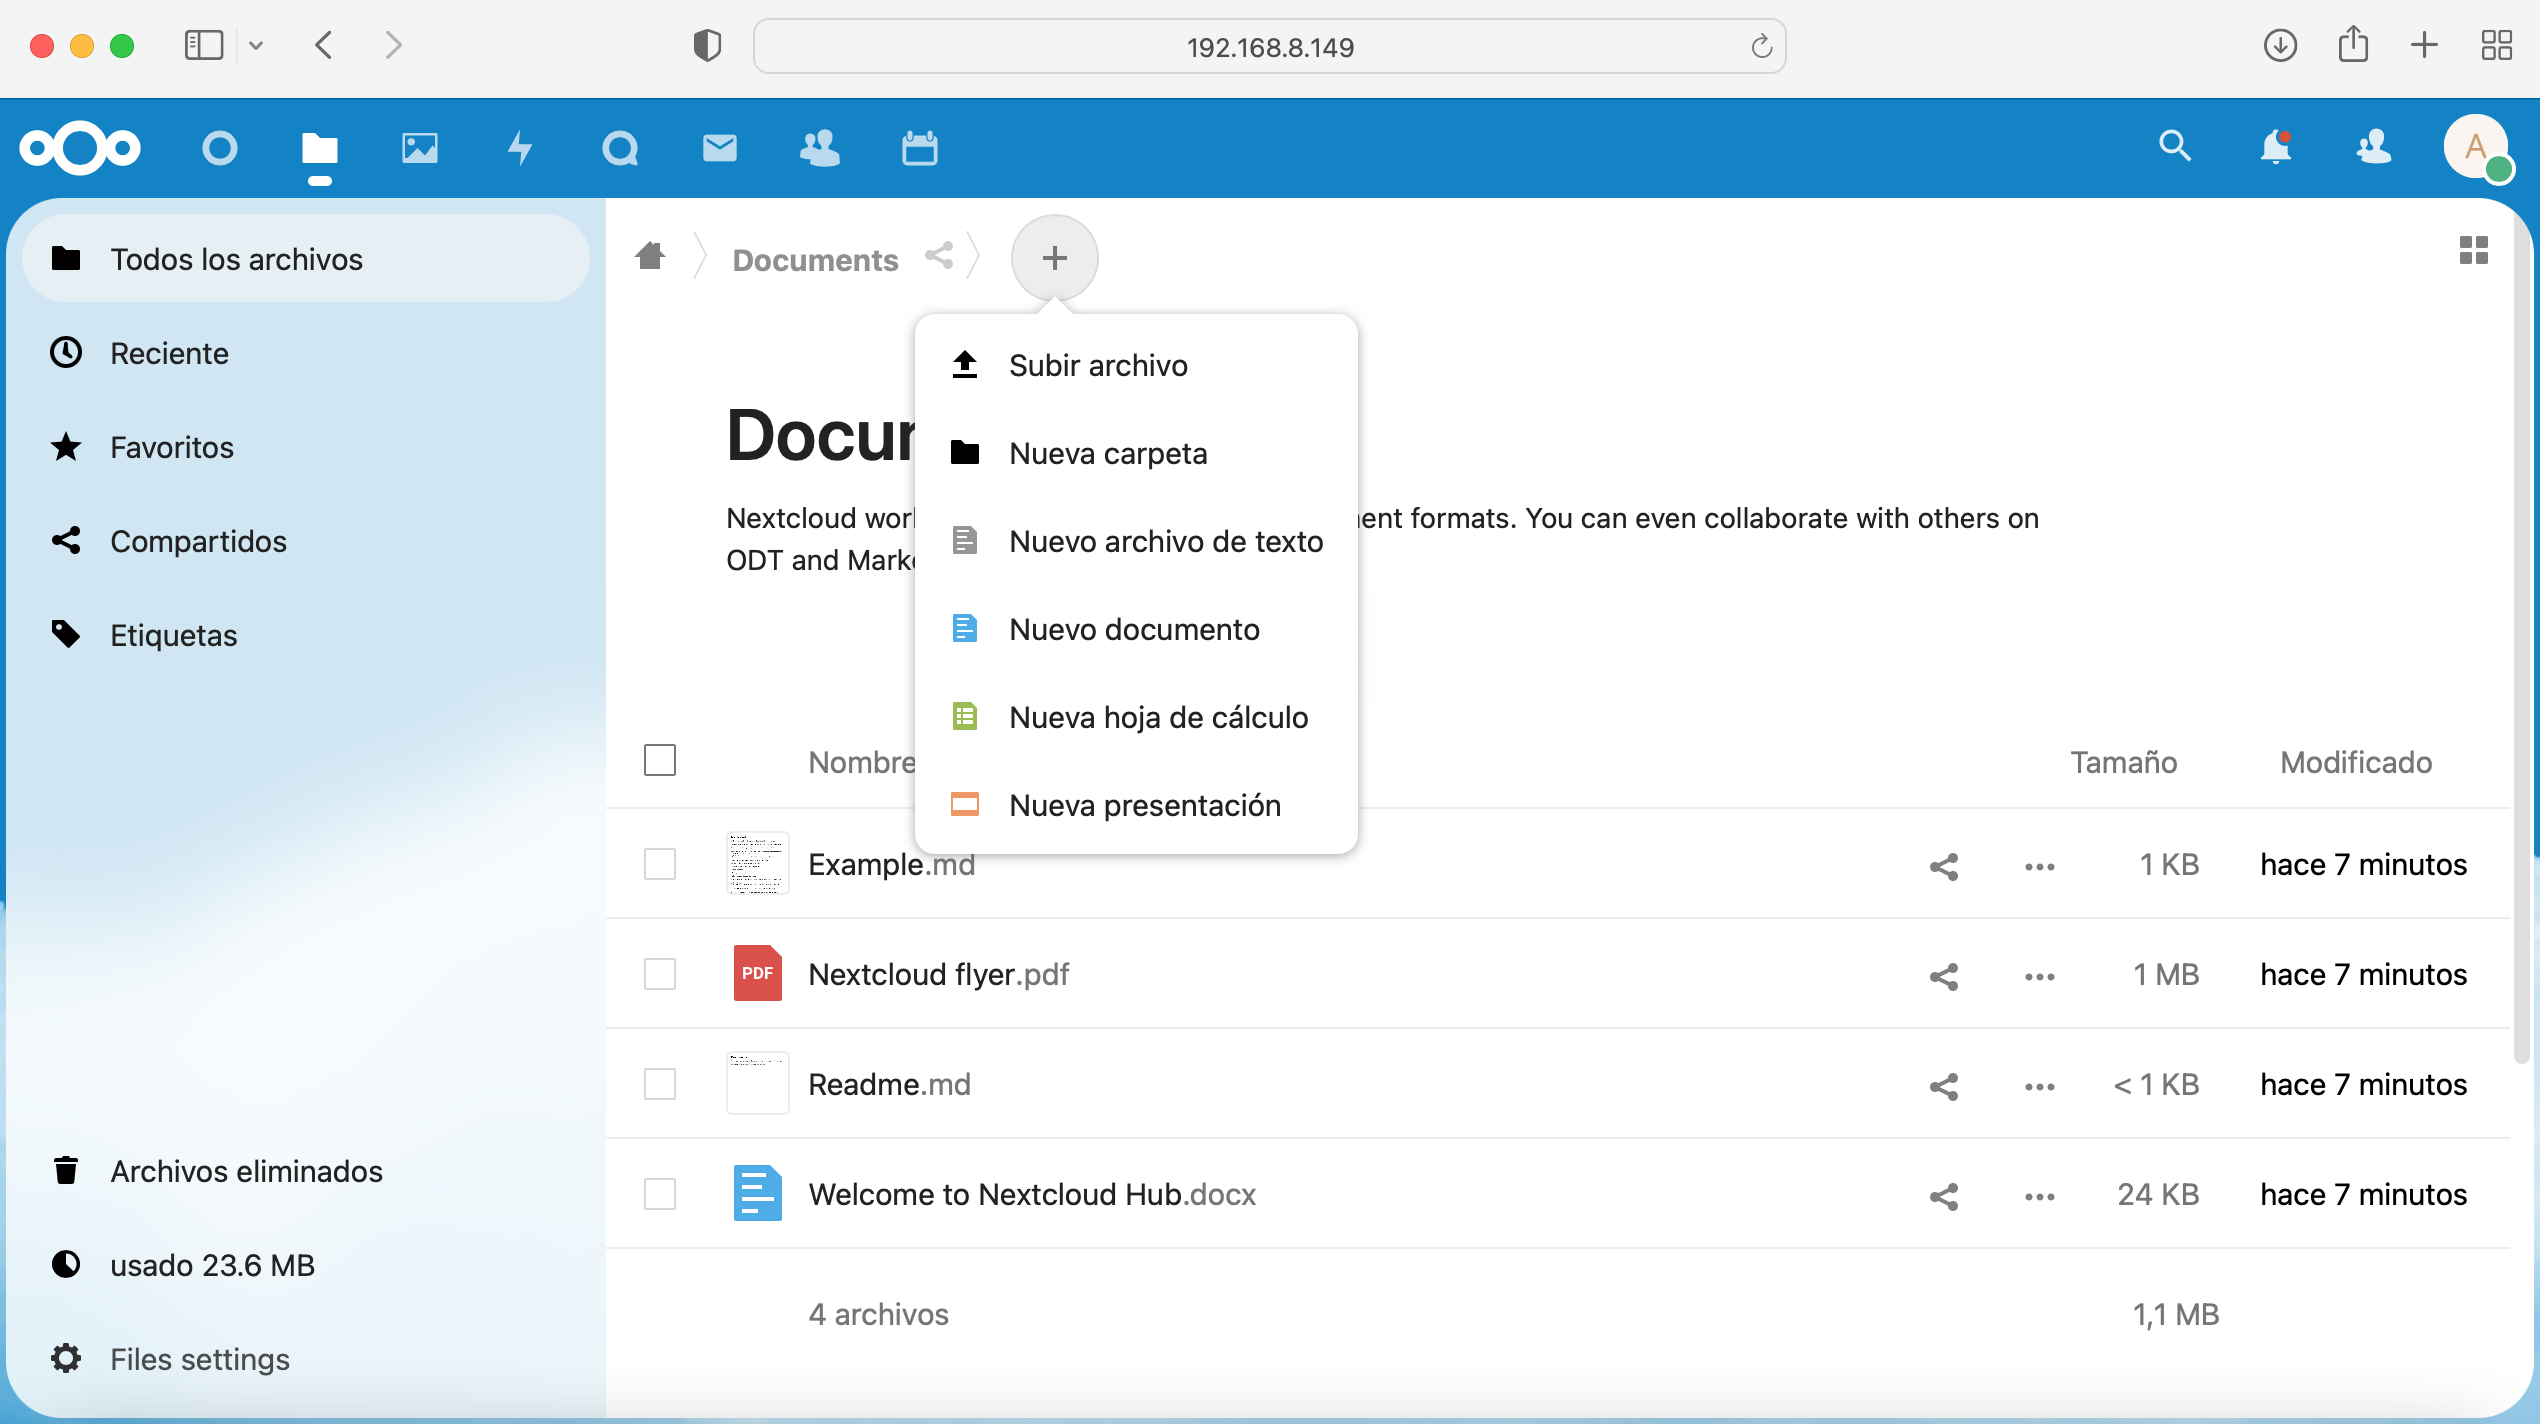 192.168.8.149
A
Todos los archivos
Reciente
Favoritos
Compartidos
Etiquetas
Archivos eliminados
usado 23.6 MB
Files settings
Documents
Subir archivo
Nueva carpeta
Nuevo archivo de texto
Nuevo documento
Nueva hoja de cálculo
Nueva presentación
Docu
Nextcloud wor ent formats. You can even collaborate with others on
ODT and Mark
Nombre Tamaño Modificado
Example.md 1 KB hace 7 minutos
PDF Nextcloud flyer.pdf 1 MB hace 7 minutos
Readme.md < 1 KB hace 7 minutos
Welcome to Nextcloud Hub.docx 24 KB hace 7 minutos
4 archivos 1,1 MB